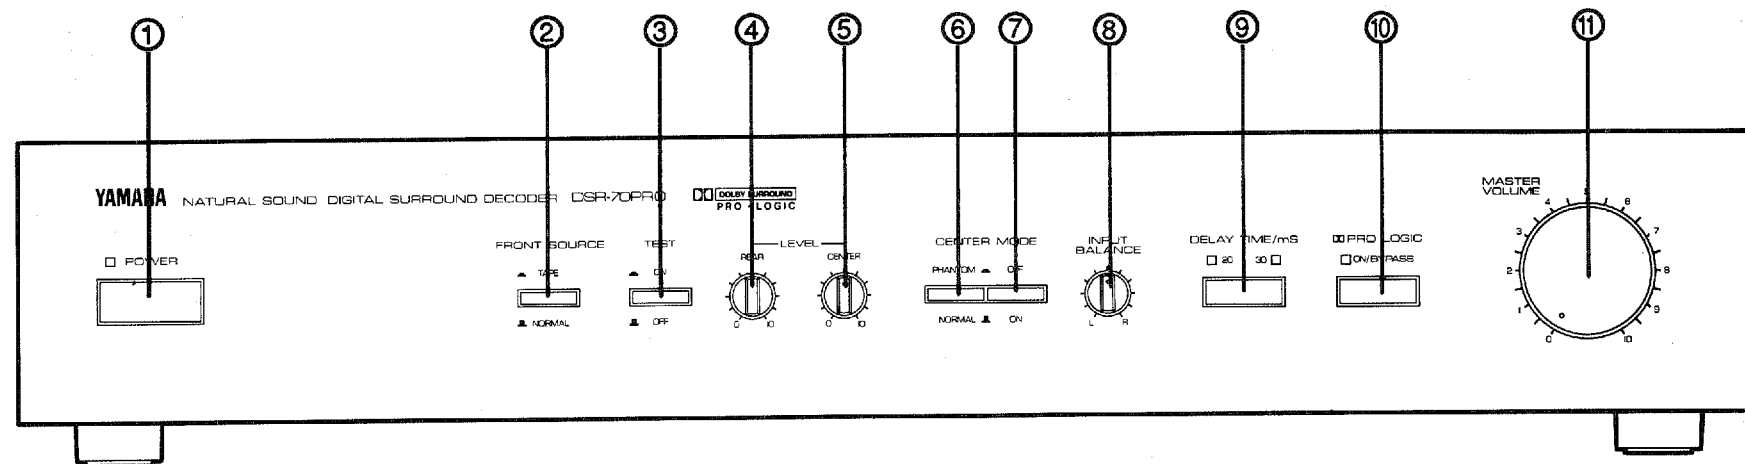 ① ② ③ ④ ⑤ ⑥ ⑦ ⑧ ⑨ ⑩ ⑪
YAMAHA NATURAL SOUND DIGITAL SURROUND DECODER DSR-70PRO DOLBY SURROUND
PRO · LOGIC
POWER
FRONT SOURCE
TAPE
NORMAL
TEST
ON
OFF
LEVEL
REAR
0 10
CENTER
0 10
CENTER MODE
PHANTOM OFF
NORMAL ON
INPUT
BALANCE
L R
DELAY TIME/mS
20 30
PRO LOGIC
ON/BYPASS
MASTER
VOLUME
0 1 2 3 4 5 6 7 8 9 10